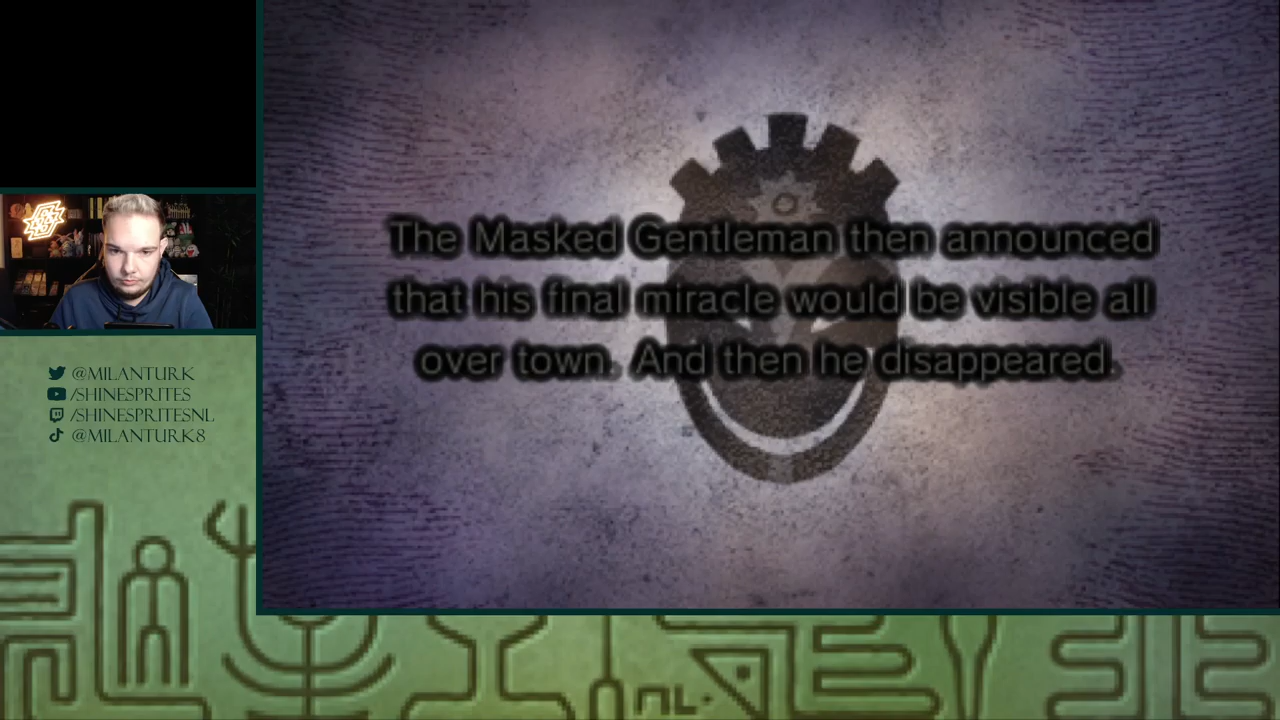 @MILANTURK
/SHINESPRITES
/SHINESPRITESNL
@MILANTURK8
The Masked Gentleman then announced
that his final miracle would be visible all
over town. And then he disappeared.